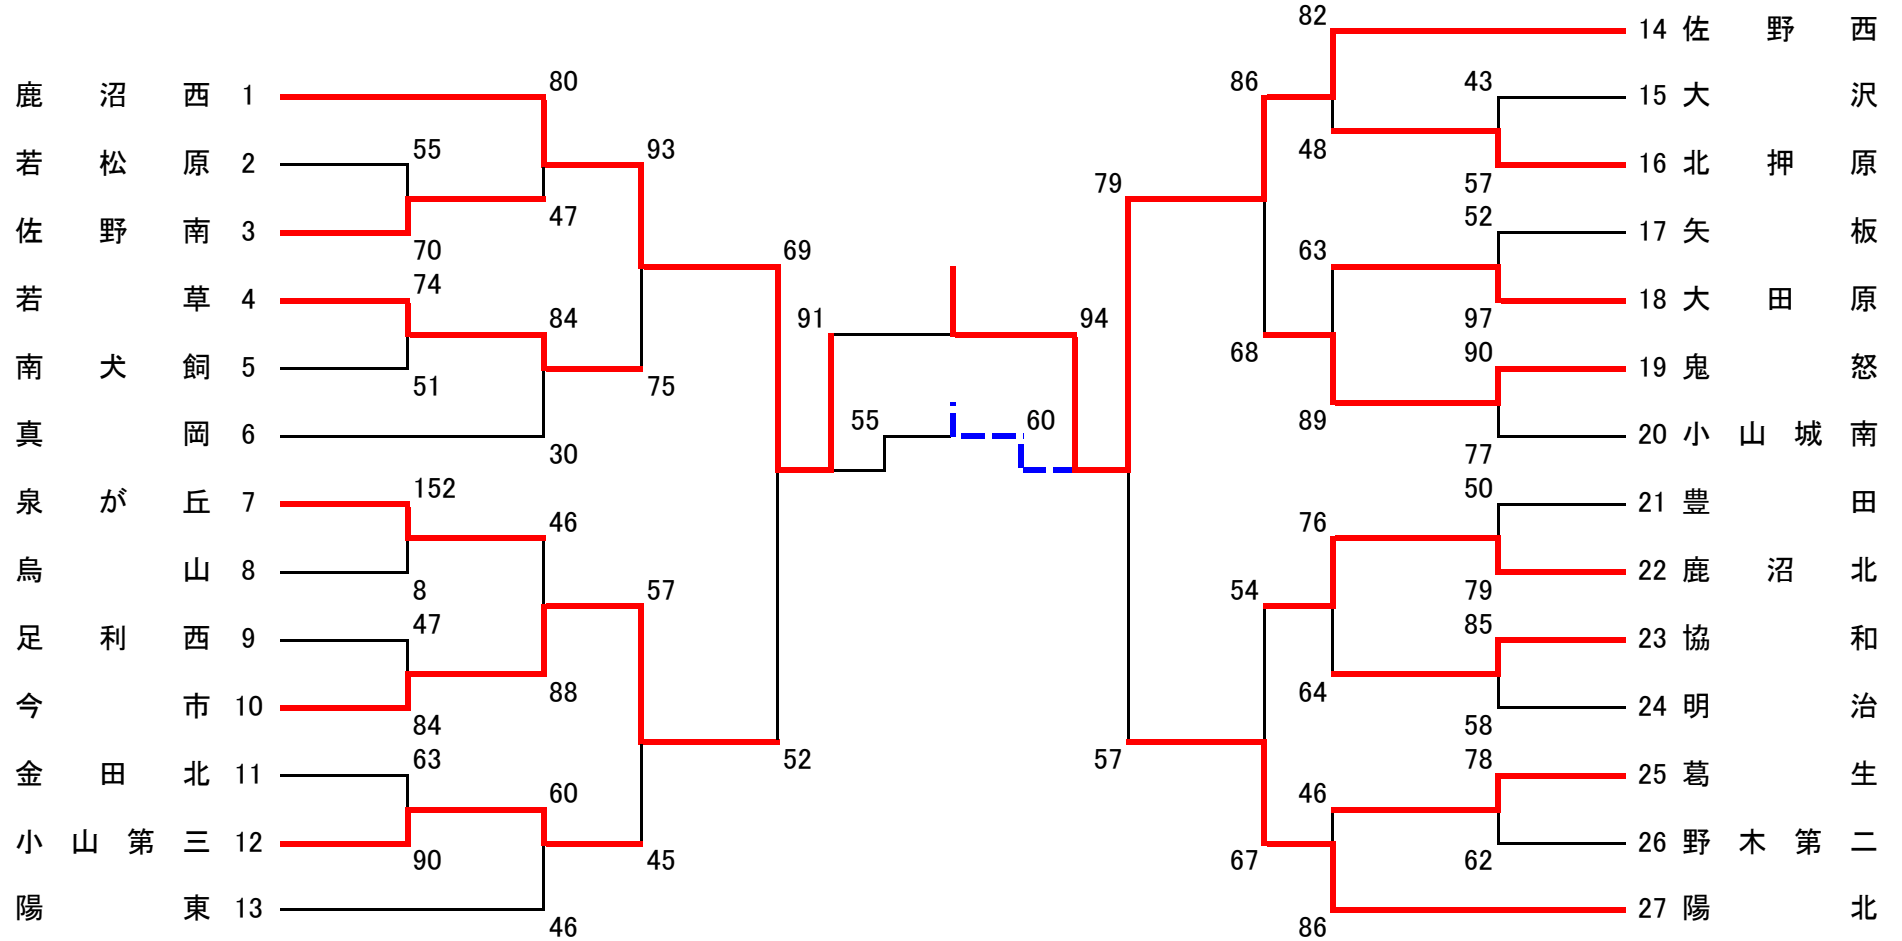 鹿沼西 1
若松原 2
佐野南 3
若草 4
南犬飼 5
真岡 6
泉が丘 7
烏山 8
足利西 9
今市 10
金田北 11
小山第三 12
陽東 13
80
55
47
70
74
84
51
30
152
46
8
47
88
84
63
60
90
46
93
75
57
45
69
52
91
94
55
60
79
57
86
68
54
67
82
48
63
89
76
64
46
86
43
57
52
97
90
77
50
79
85
58
78
62
14 佐野西
15 大沢
16 北押原
17 矢板
18 大田原
19 鬼怒
20 小山城南
21 豊田
22 鹿沼北
23 協和
24 明治
25 葛生
26 野木第二
27 陽北